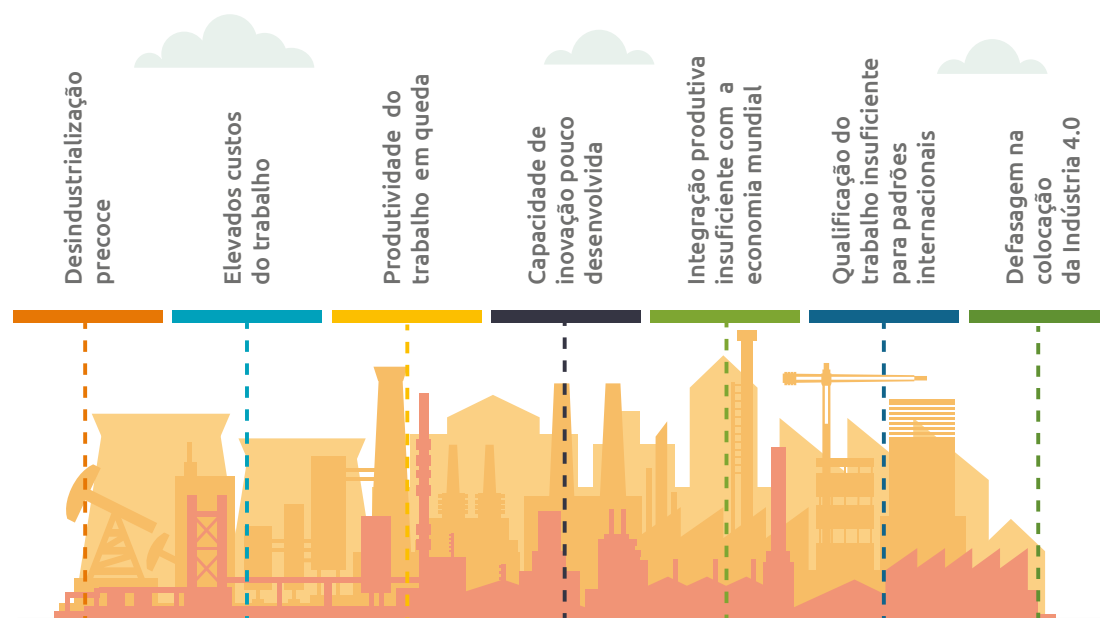 Desindustrialização
precoce
Elevados custos
do trabalho
Produtividade do
trabalho em queda
Capacidade de
inovação pouco
desenvolvida
Integração produtiva
insuficiente com a
economia mundial
Qualificação do
trabalho insuficiente
para padrões
internacionais
Defasagem na
colocação
da Indústria 4.0